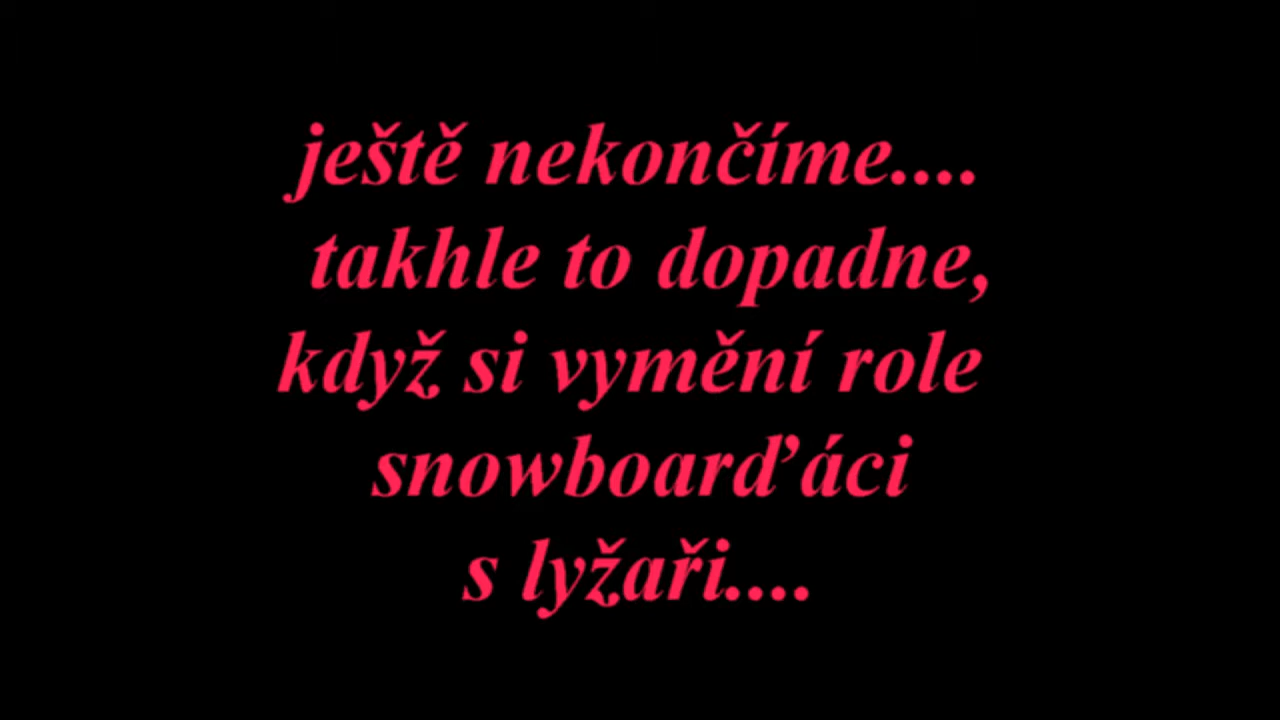 ještě nekončíme....
takhle to dopadne,
když si vymění role
snowboarďáci
s lyžaři....